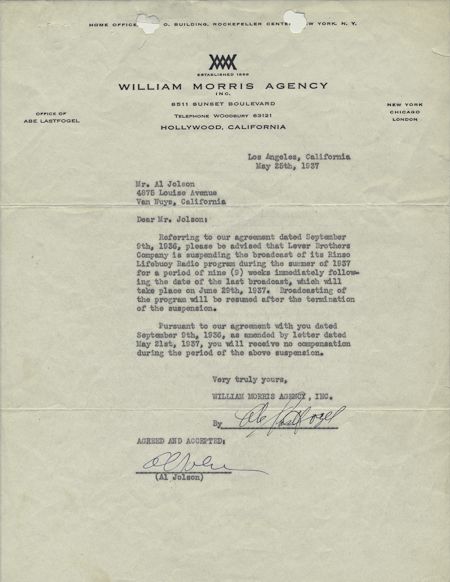 HOME OFFICE, O. BUILDING, ROCKEFELLER CENTER, NEW YORK, N. Y.
ESTABLISHED 1898
WILLIAM MORRIS AGENCY
INC.
8511 SUNSET BOULEVARD
TELEPHONE WOODBURY 63121
HOLLYWOOD, CALIFORNIA
OFFICE OF
ABE LASTFOGEL
NEW YORK
CHICAGO
LONDON
Los Angeles, California
May 25th, 1937
Mr. Al Jolson
4875 Louise Avenue
Van Nuys, California
Dear Mr. Jolson:
Referring to our agreement dated September
9th, 1936, please be advised that Lever Brothers
Company is suspending the broadcast of its Rinso
Lifebuoy Radio program during the summer of 1937
for a period of nine (9) weeks immediately follow-
ing the date of the last broadcast, which will
take place on June 29th, 1937. Broadcasting of
the program will be resumed after the termination
of the suspension.
Pursuant to our agreement with you dated
September 9th, 1936, as amended by letter dated
May 21st, 1937, you will receive no compensation
during the period of the above suspension.
Very truly yours,
WILLIAM MORRIS AGENCY, INC.
By Abe Lastfogel
AGREED AND ACCEPTED:
Al Jolson
(Al Jolson)